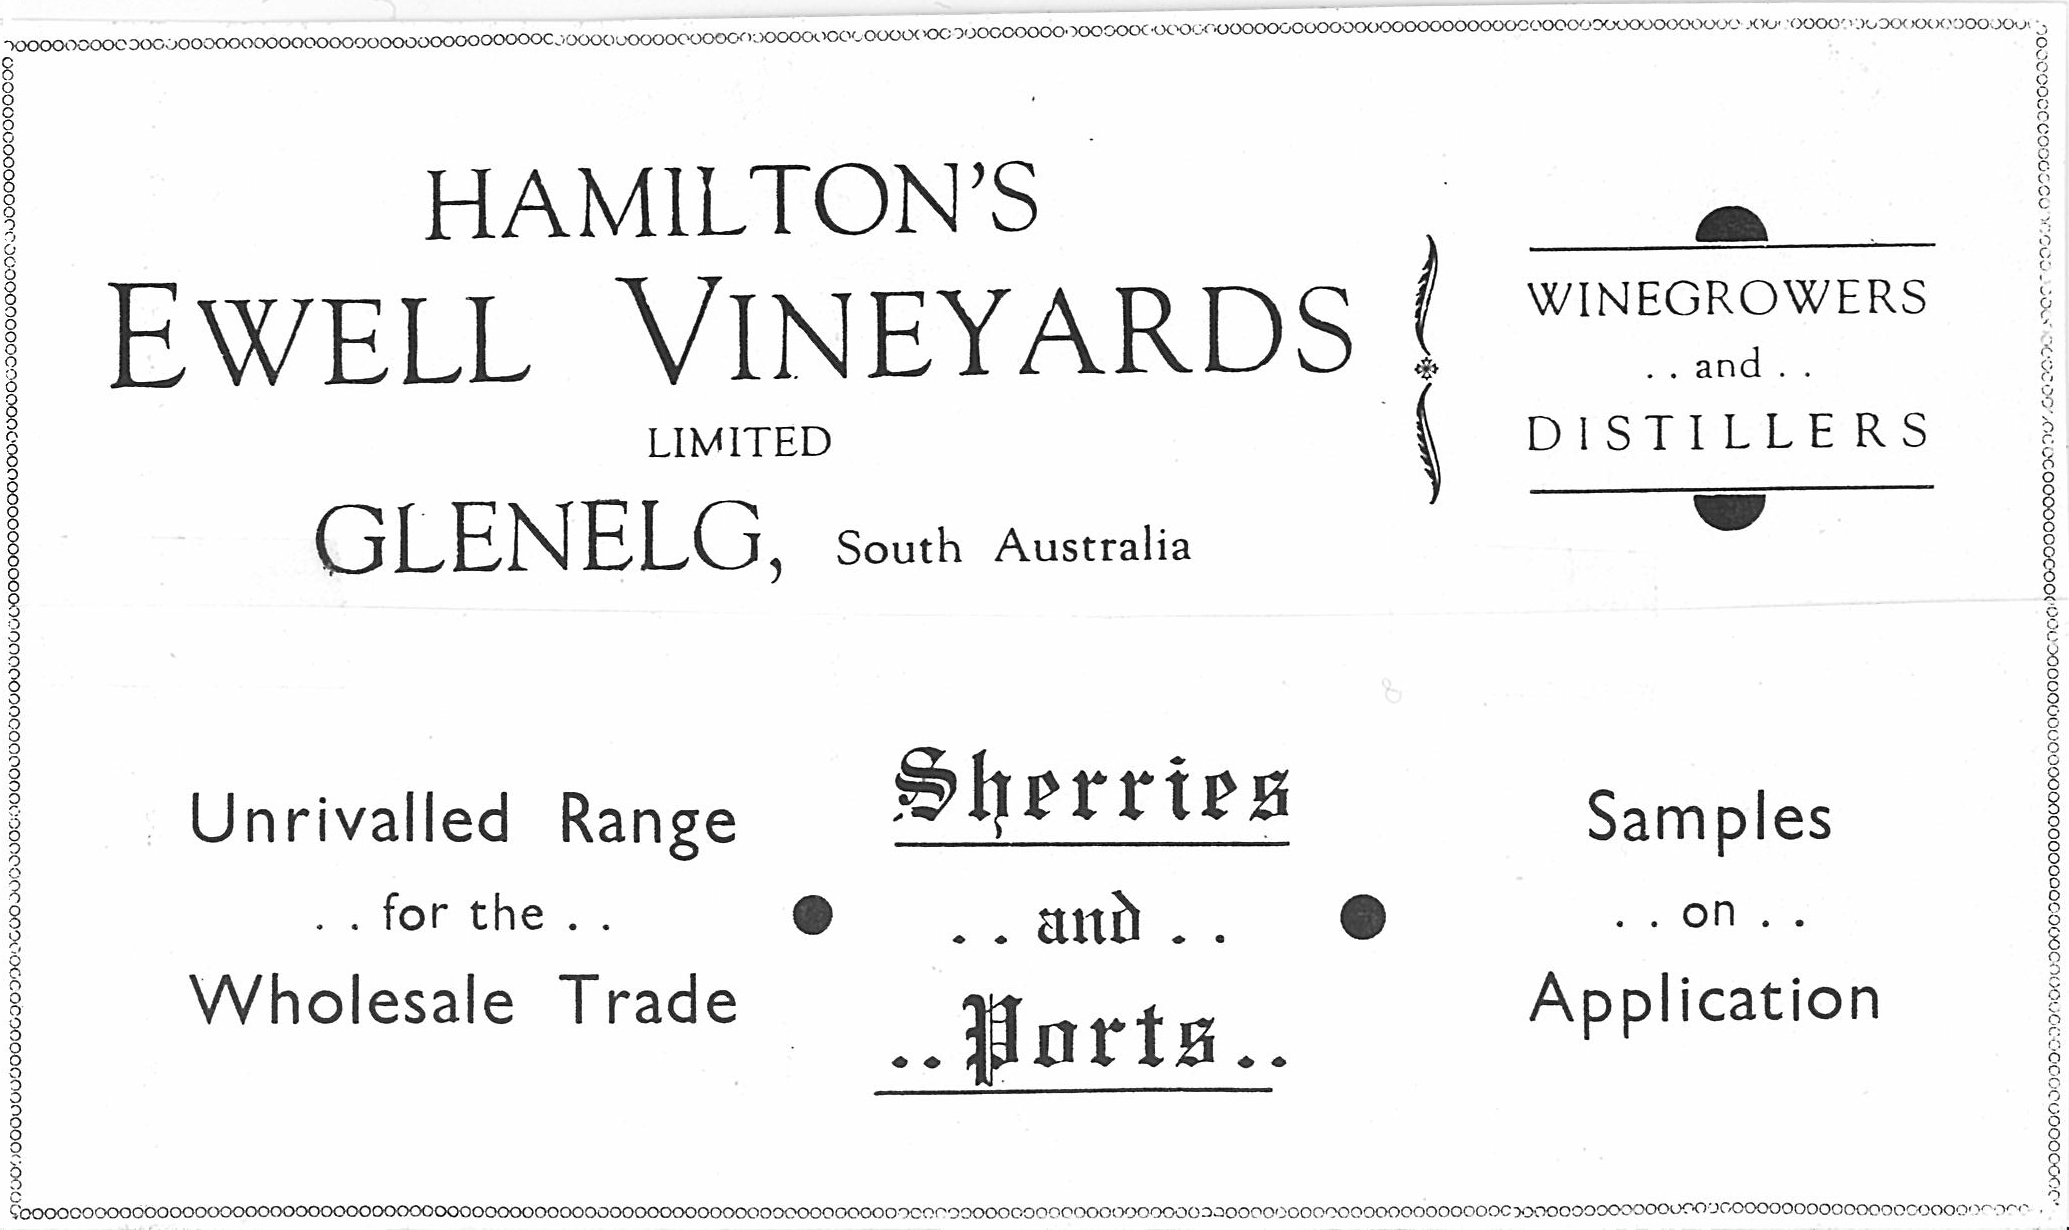 HAMILTON'S
EWELL VINEYARDS
LIMITED
GLENELG, South Australia
WINEGROWERS
.. and ..
DISTILLERS
Unrivalled Range
.. for the ..
Wholesale Trade
Sherries
.. and ..
.. Ports ..
Samples
.. on ..
Application